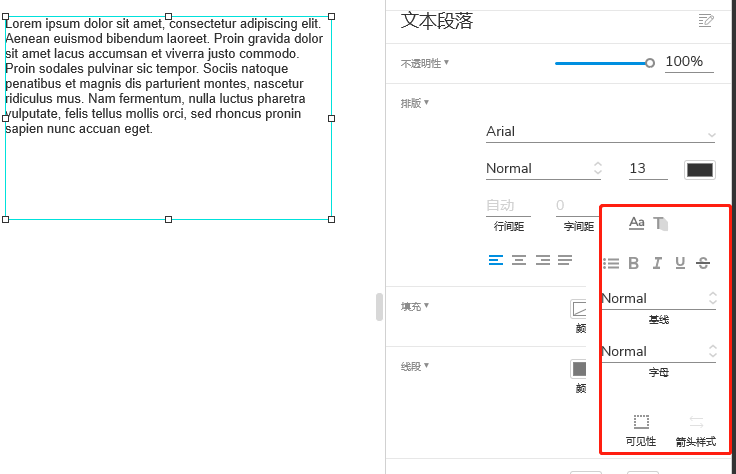 Lorem ipsum dolor sit amet, consectetur adipiscing elit.
Aenean euismod bibendum laoreet. Proin gravida dolor
sit amet lacus accumsan et viverra justo commodo.
Proin sodales pulvinar sic tempor. Sociis natoque
penatibus et magnis dis parturient montes, nascetur
ridiculus mus. Nam fermentum, nulla luctus pharetra
vulputate, felis tellus mollis orci, sed rhoncus pronin
sapien nunc accuan eget.
文本段落
不透明性
100%
排版
Arial
Normal
13
自动
0
行间距
字间距
Aa
T
B
I
U
S
Normal
基线
填充
颜
Normal
字母
线段
颜
可见性
箭头样式